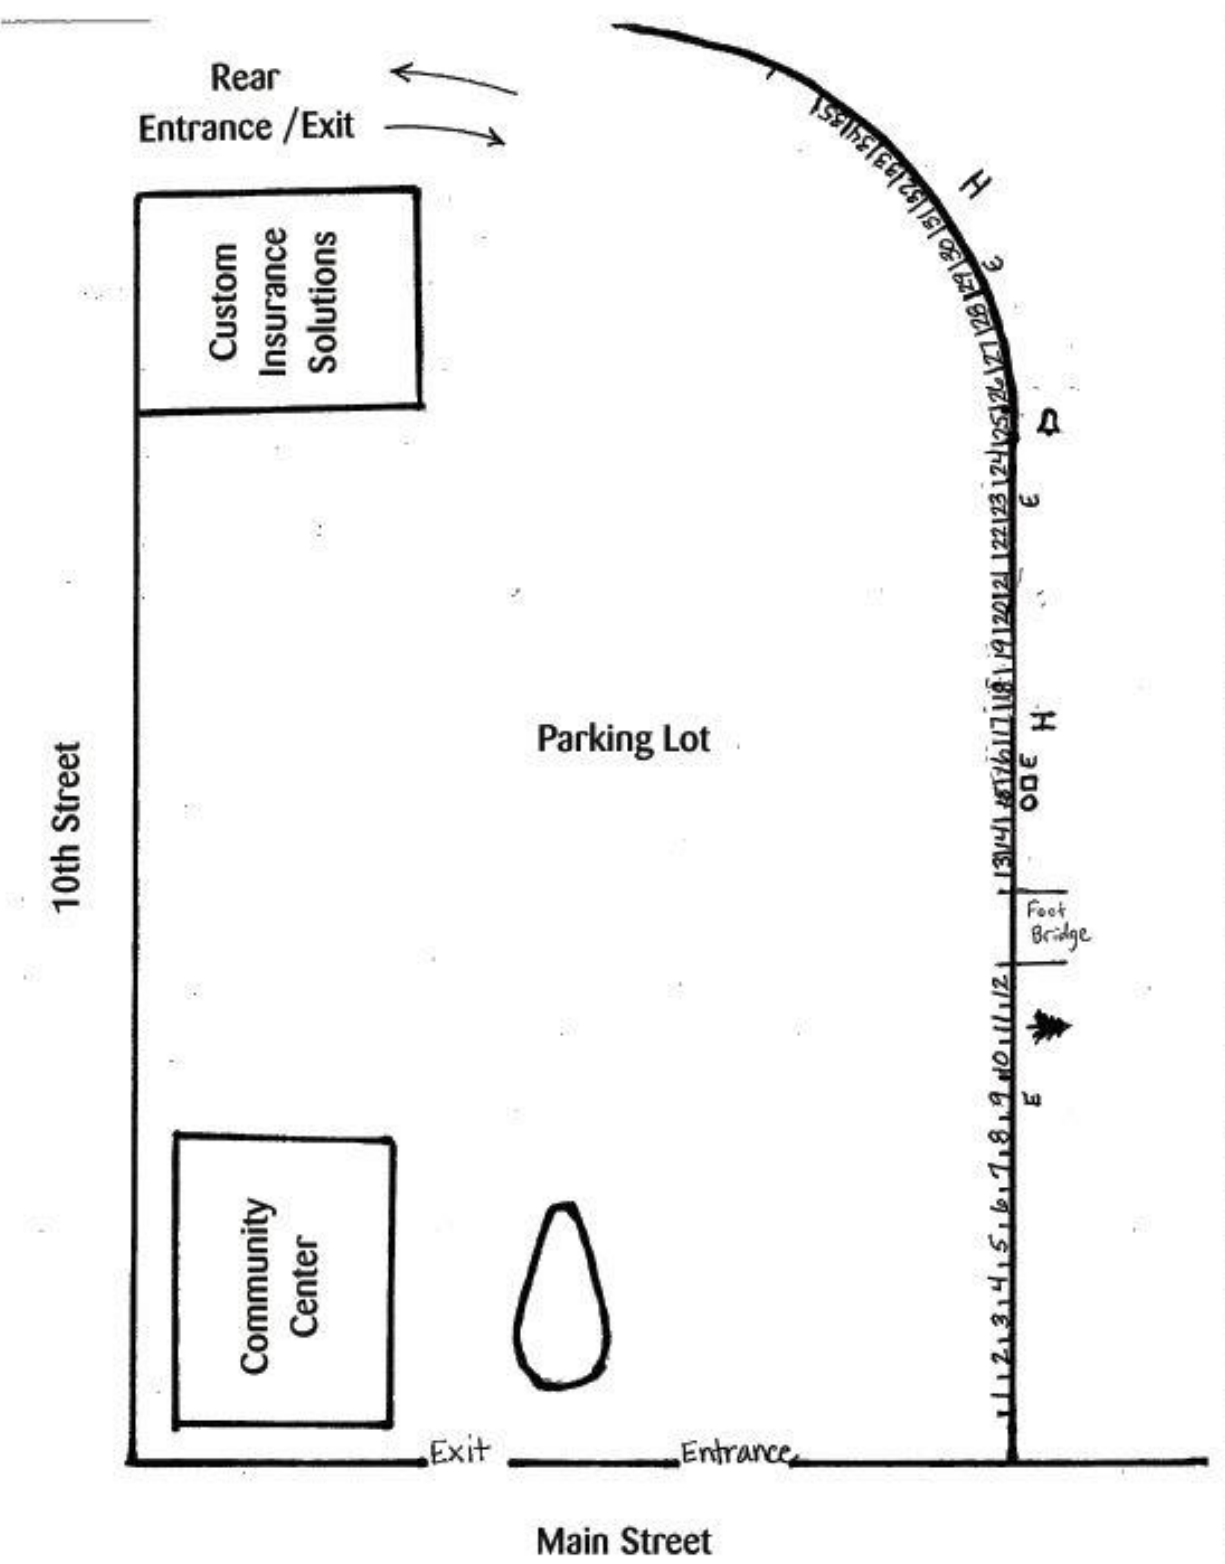 Rear
Entrance / Exit
Custom
Insurance
Solutions
10th Street
Parking Lot
Community
Center
Exit
Entrance
Main Street
Foot
Bridge
H
E
E
H
E
E
35
34
33
32
31
30
29
28
27
26
25
24
23
22
21
20
19
18
17
16
15
14
13
12
11
10
9
8
7
6
5
4
3
2
1